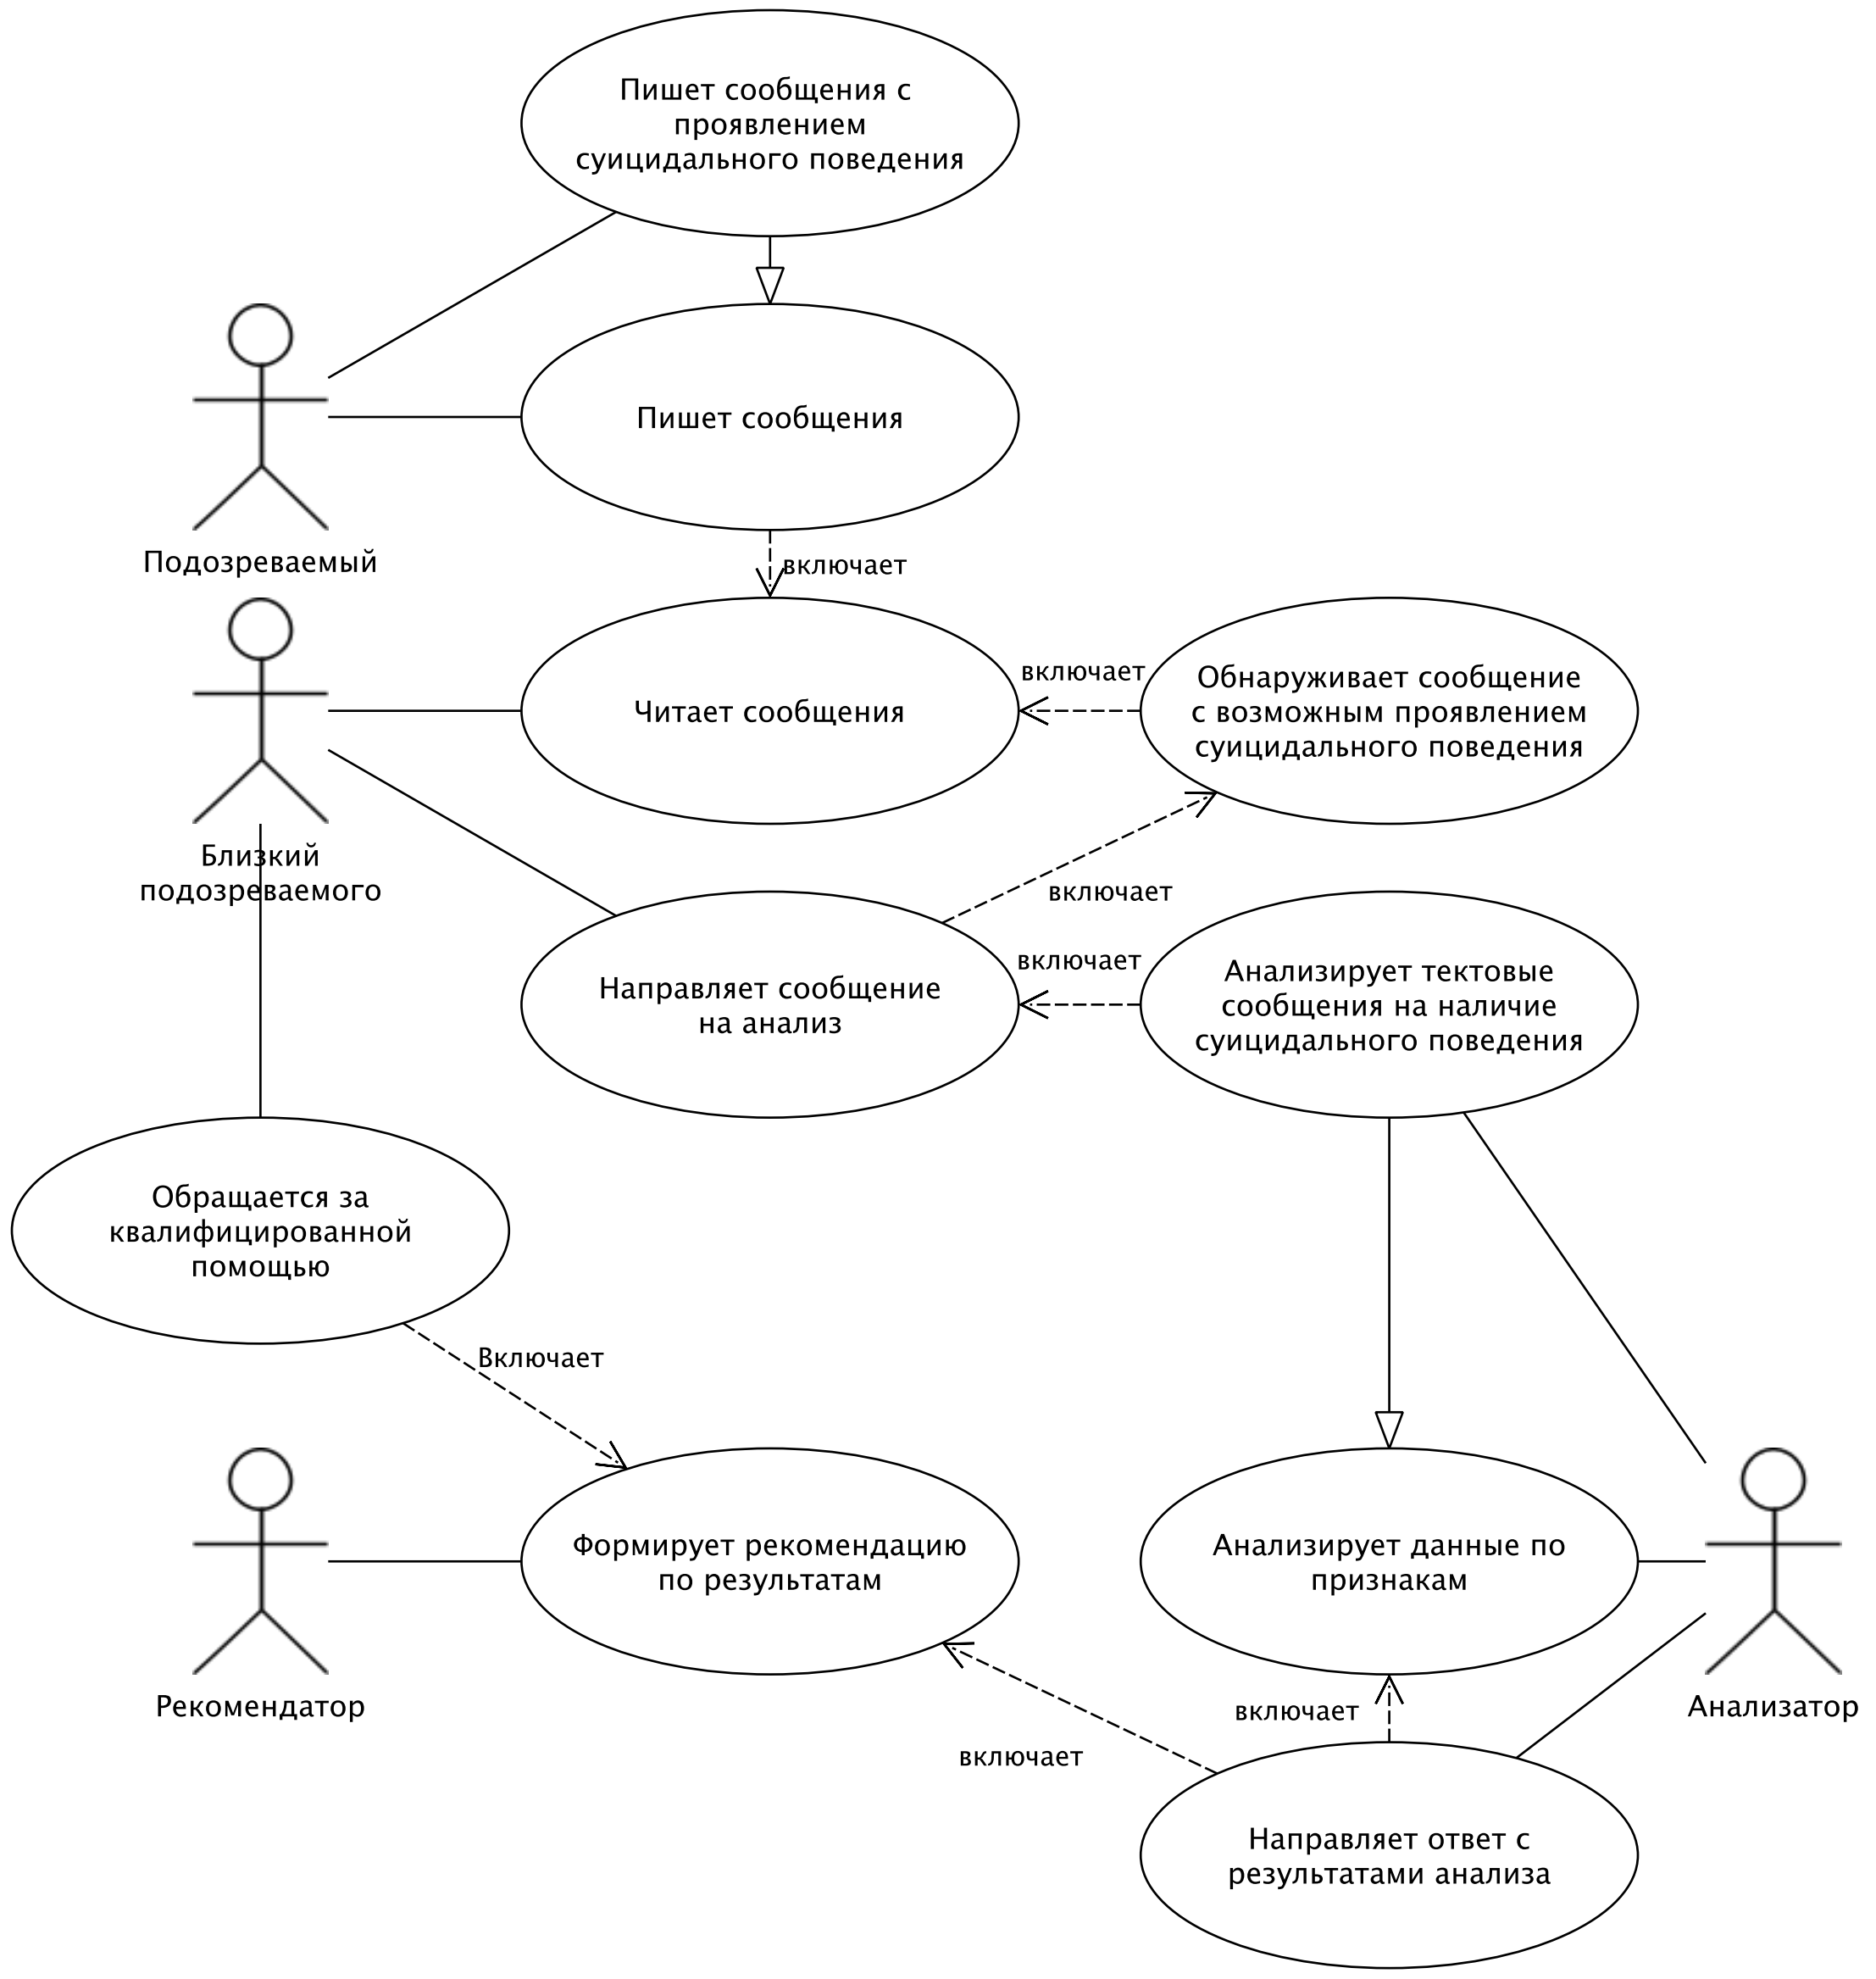 Пишет сообщения с
проявлением
суицидального поведения
Пишет сообщения
Подозреваемый
включает
Читает сообщения
включает
Обнаруживает сообщение
с возможным проявлением
суицидального поведения
Близкий
подозреваемого
включает
Направляет сообщение
на анализ
включает
Анализирует тектовые
сообщения на наличие
суицидального поведения
Обращается за
квалифицированной
помощью
Включает
Формирует рекомендацию
по результатам
Анализирует данные по
признакам
Рекомендатор
Анализатор
включает
включает
Направляет ответ с
результатами анализа